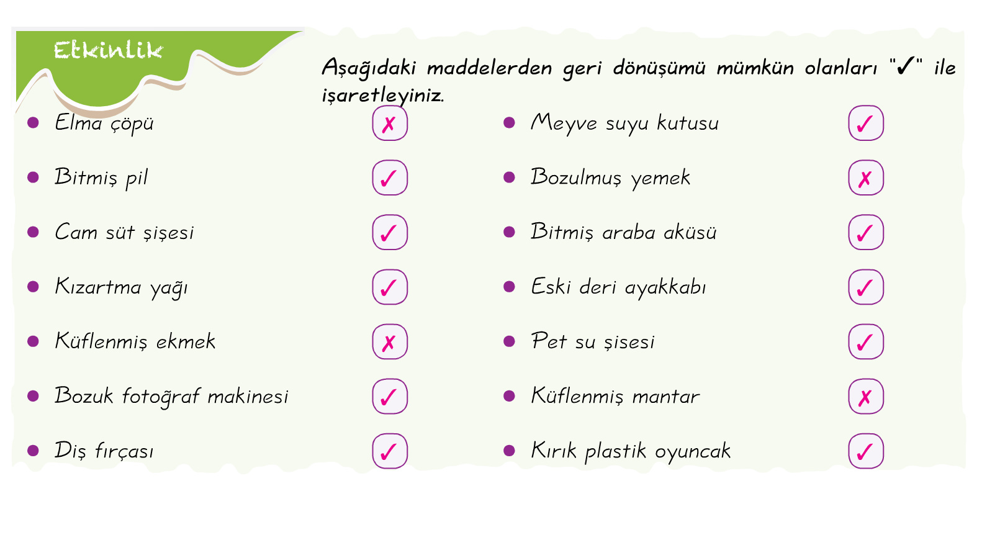 Etkinlik
Aşağıdaki maddelerden geri dönüşümü mümkün olanları "✓" ile
işaretleyiniz.
Elma çöpü ✗
Bitmiş pil ✓
Cam süt şişesi ✓
Kızartma yağı ✓
Küflenmiş ekmek ✗
Bozuk fotoğraf makinesi ✓
Diş fırçası ✓
Meyve suyu kutusu ✓
Bozulmuş yemek ✗
Bitmiş araba aküsü ✓
Eski deri ayakkabı ✓
Pet su şisesi ✓
Küflenmiş mantar ✗
Kırık plastik oyuncak ✓